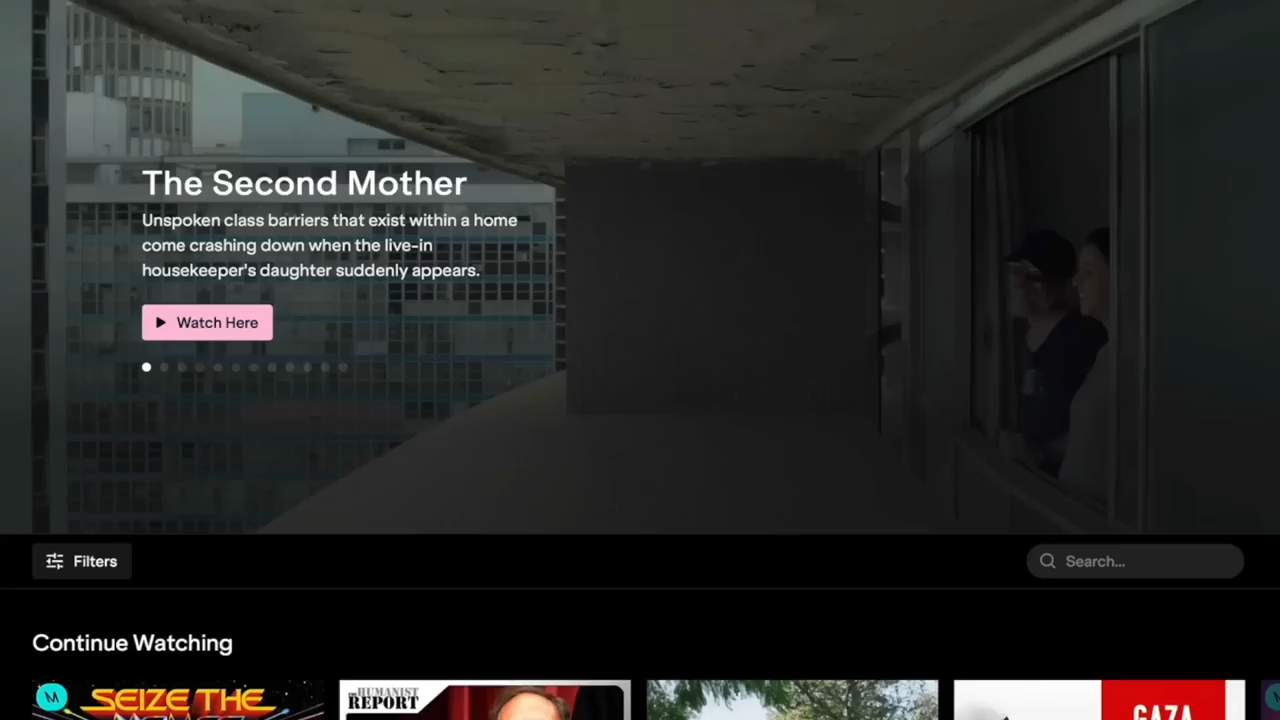 The Second Mother
Unspoken class barriers that exist within a home
come crashing down when the live-in
housekeeper's daughter suddenly appears.
Watch Here
Filters
Search...
Continue Watching
M
SEIZE THE
THE HUMANIST
REPORT
GAZA